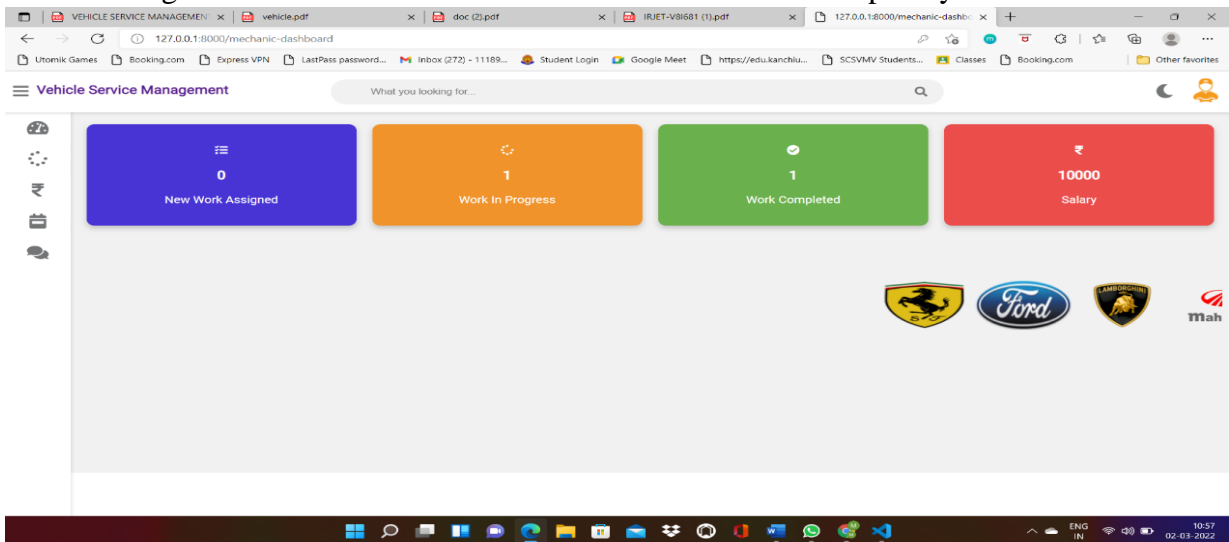 VEHICLE SERVICE MANAGEMEN
vehicle.pdf
doc (2).pdf
IRJET-V8I681 (1).pdf
127.0.0.1:8000/mechanic-dashbo
127.0.0.1:8000/mechanic-dashboard
Utomik Games
Booking.com
Express VPN
LastPass password...
Inbox (272) - 11189...
Student Login
Google Meet
https://edu.kanchiu...
SCSVMV Students...
Classes
Booking.com
Other favorites
Vehicle Service Management
What you looking for...
0
New Work Assigned
1
Work In Progress
1
Work Completed
₹
10000
Salary
₹
S F
Ford
LAMBORGHINI
Mah
ENG
IN
10:57
02-03-2022